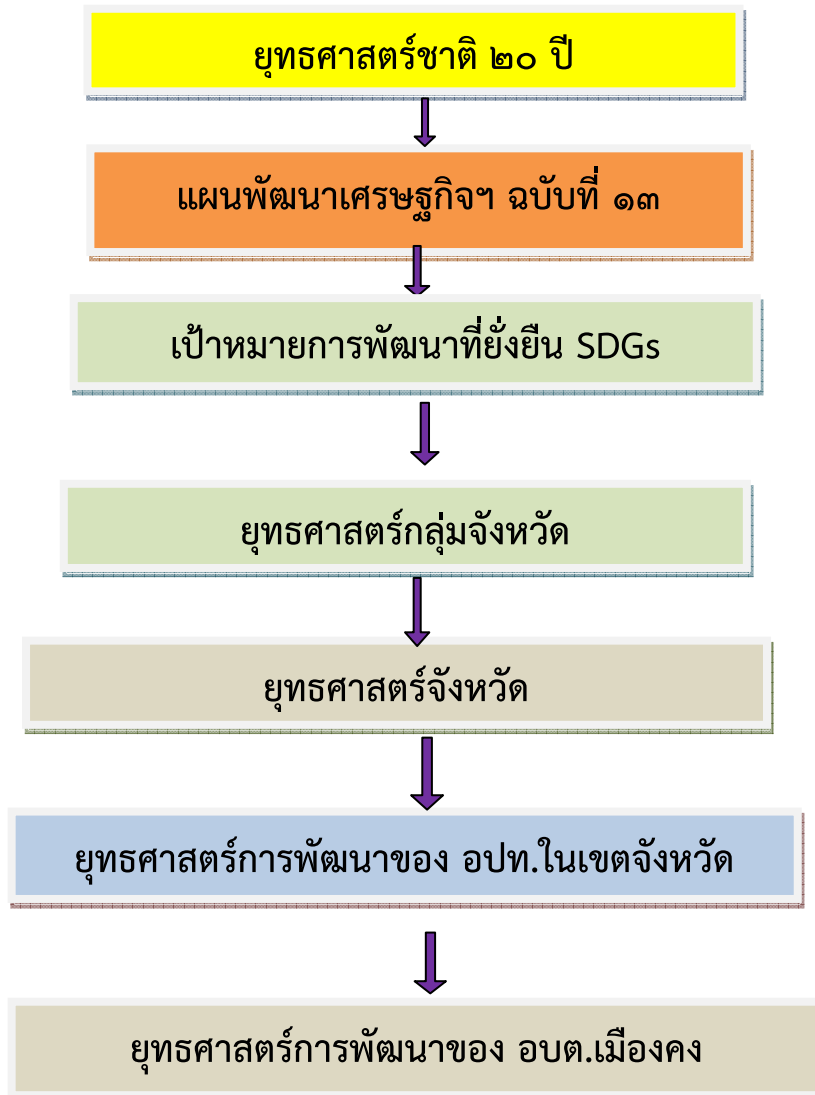 ยุทธศาสตร์ชาติ ๒๐ ปี
แผนพัฒนาเศรษฐกิจฯ ฉบับที่ ๑๓
เป้าหมายการพัฒนาที่ยั่งยืน SDGs
ยุทธศาสตร์กลุ่มจังหวัด
ยุทธศาสตร์จังหวัด
ยุทธศาสตร์การพัฒนาของ อปท.ในเขตจังหวัด
ยุทธศาสตร์การพัฒนาของ อบต.เมืองคง